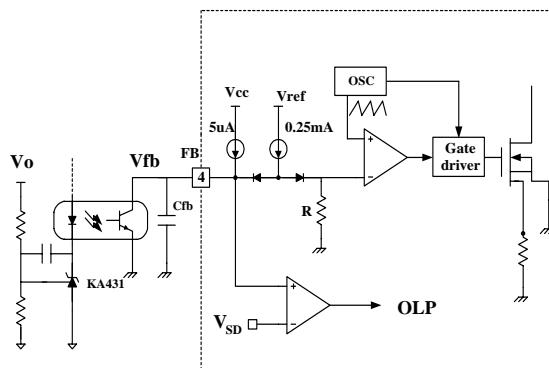 Vcc
Vref
OSC
5uA
0.25mA
Vo
Vfb
FB
4
+
−
Gate
driver
Cfb
R
KA431
+
−
OLP
VSD